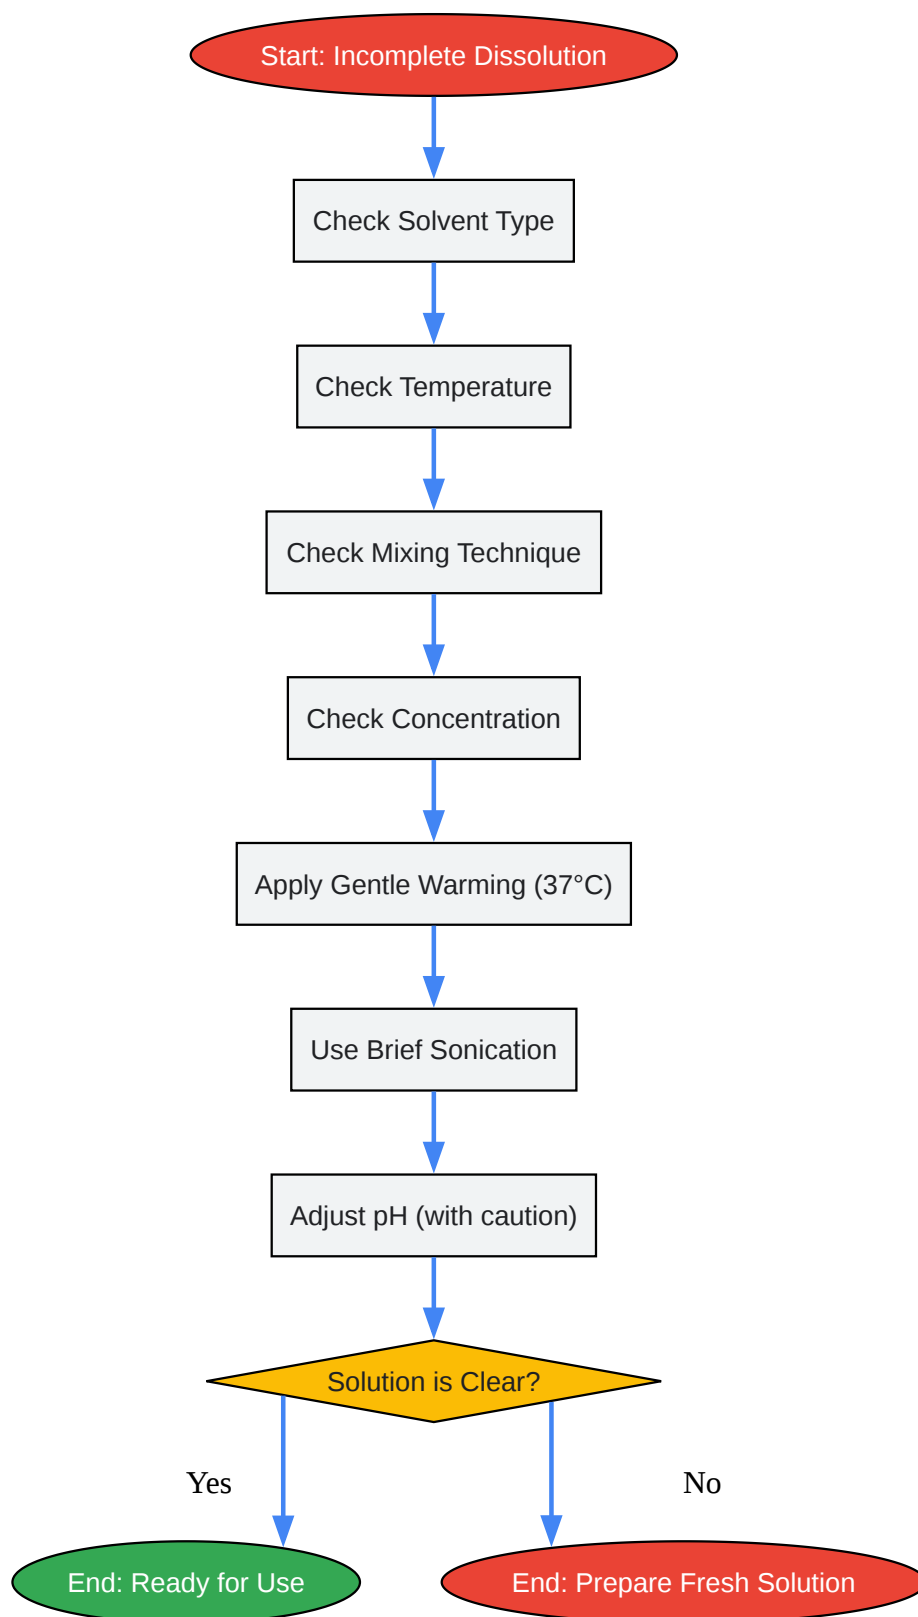 Start: Incomplete Dissolution
Check Solvent Type
Check Temperature
Check Mixing Technique
Check Concentration
Apply Gentle Warming (37°C)
Use Brief Sonication
Adjust pH (with caution)
Solution is Clear?
Yes
No
End: Ready for Use
End: Prepare Fresh Solution